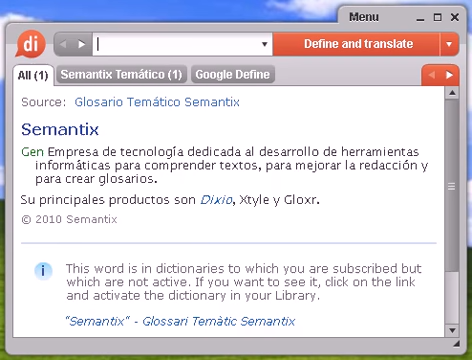 Menu
di
Define and translate
All (1)
Semantix Temático (1)
Google Define
Source: Glosario Temático Semantix
Semantix
Gen Empresa de tecnología dedicada al desarrollo de herramientas
informáticas para comprender textos, para mejorar la redacción y
para crear glosarios.
Su principales productos son Dixio, Xtyle y Gloxr.
© 2010 Semantix
i
This word is in dictionaries to which you are subscribed but
which are not active. If you want to see it, click on the link
and activate the dictionary in your Library.
"Semantix" - Glossari Temàtic Semantix